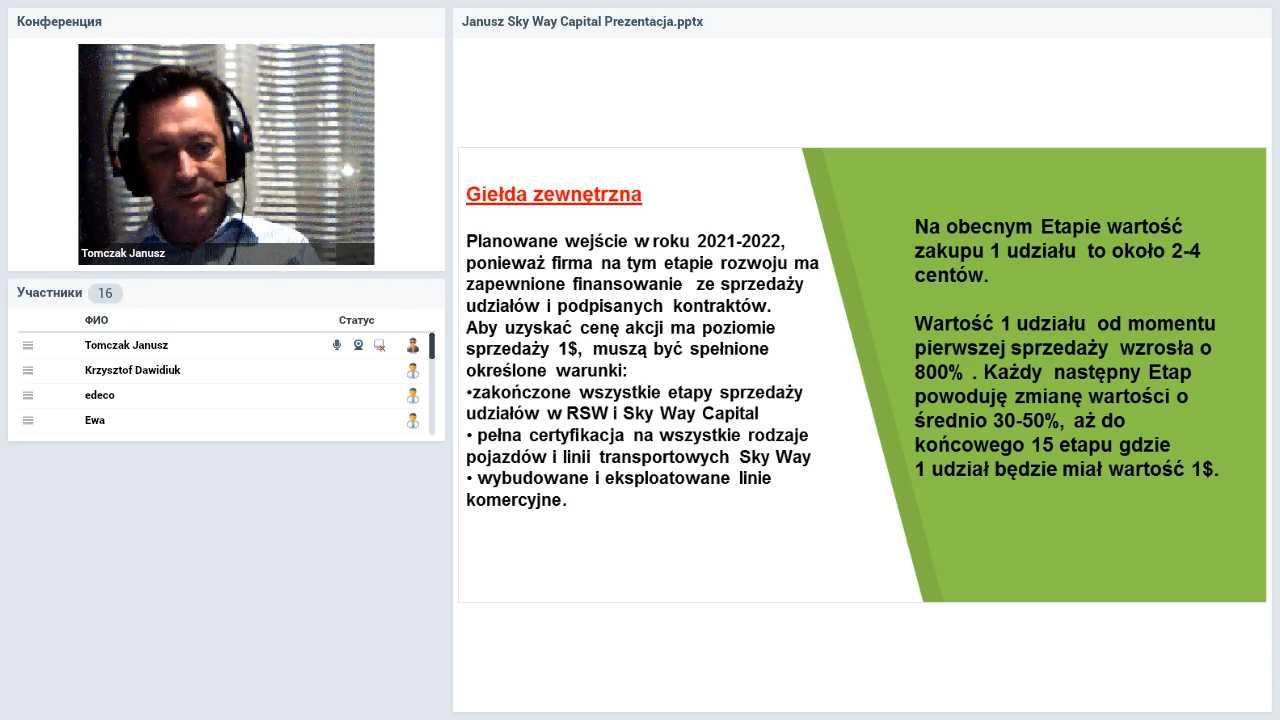 Конференция
Tomczak Janusz
Участники 16
ФИО Статус
Tomczak Janusz
Krzysztof Dawidiuk
edeco
Ewa
Janusz Sky Way Capital Prezentacja.pptx
Giełda zewnętrzna
Planowane wejście w roku 2021-2022,
ponieważ firma na tym etapie rozwoju ma
zapewnione finansowanie ze sprzedaży
udziałów i podpisanych kontraktów.
Aby uzyskać cenę akcji ma poziomie
sprzedaży 1$, muszą być spełnione
określone warunki:
•zakończone wszystkie etapy sprzedaży
udziałów w RSW i Sky Way Capital
• pełna certyfikacja na wszystkie rodzaje
pojazdów i linii transportowych Sky Way
• wybudowane i eksploatowane linie
komercyjne.
Na obecnym Etapie wartość
zakupu 1 udziału to około 2-4
centów.
Wartość 1 udziału od momentu
pierwszej sprzedaży wzrosła o
800% . Każdy następny Etap
powoduję zmianę wartości o
średnio 30-50%, aż do
końcowego 15 etapu gdzie
1 udział będzie miał wartość 1$.